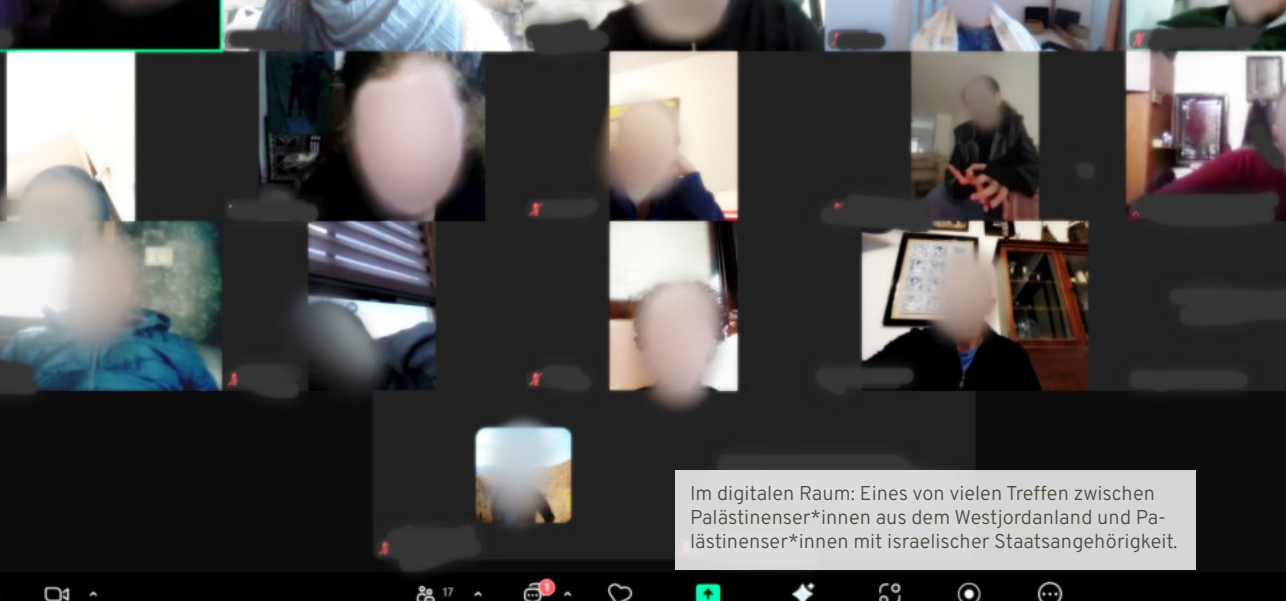 Im digitalen Raum: Eines von vielen Treffen zwischen
Palästinenser*innen aus dem Westjordanland und Pa-
lästinenser*innen mit israelischer Staatsangehörigkeit.
17
1